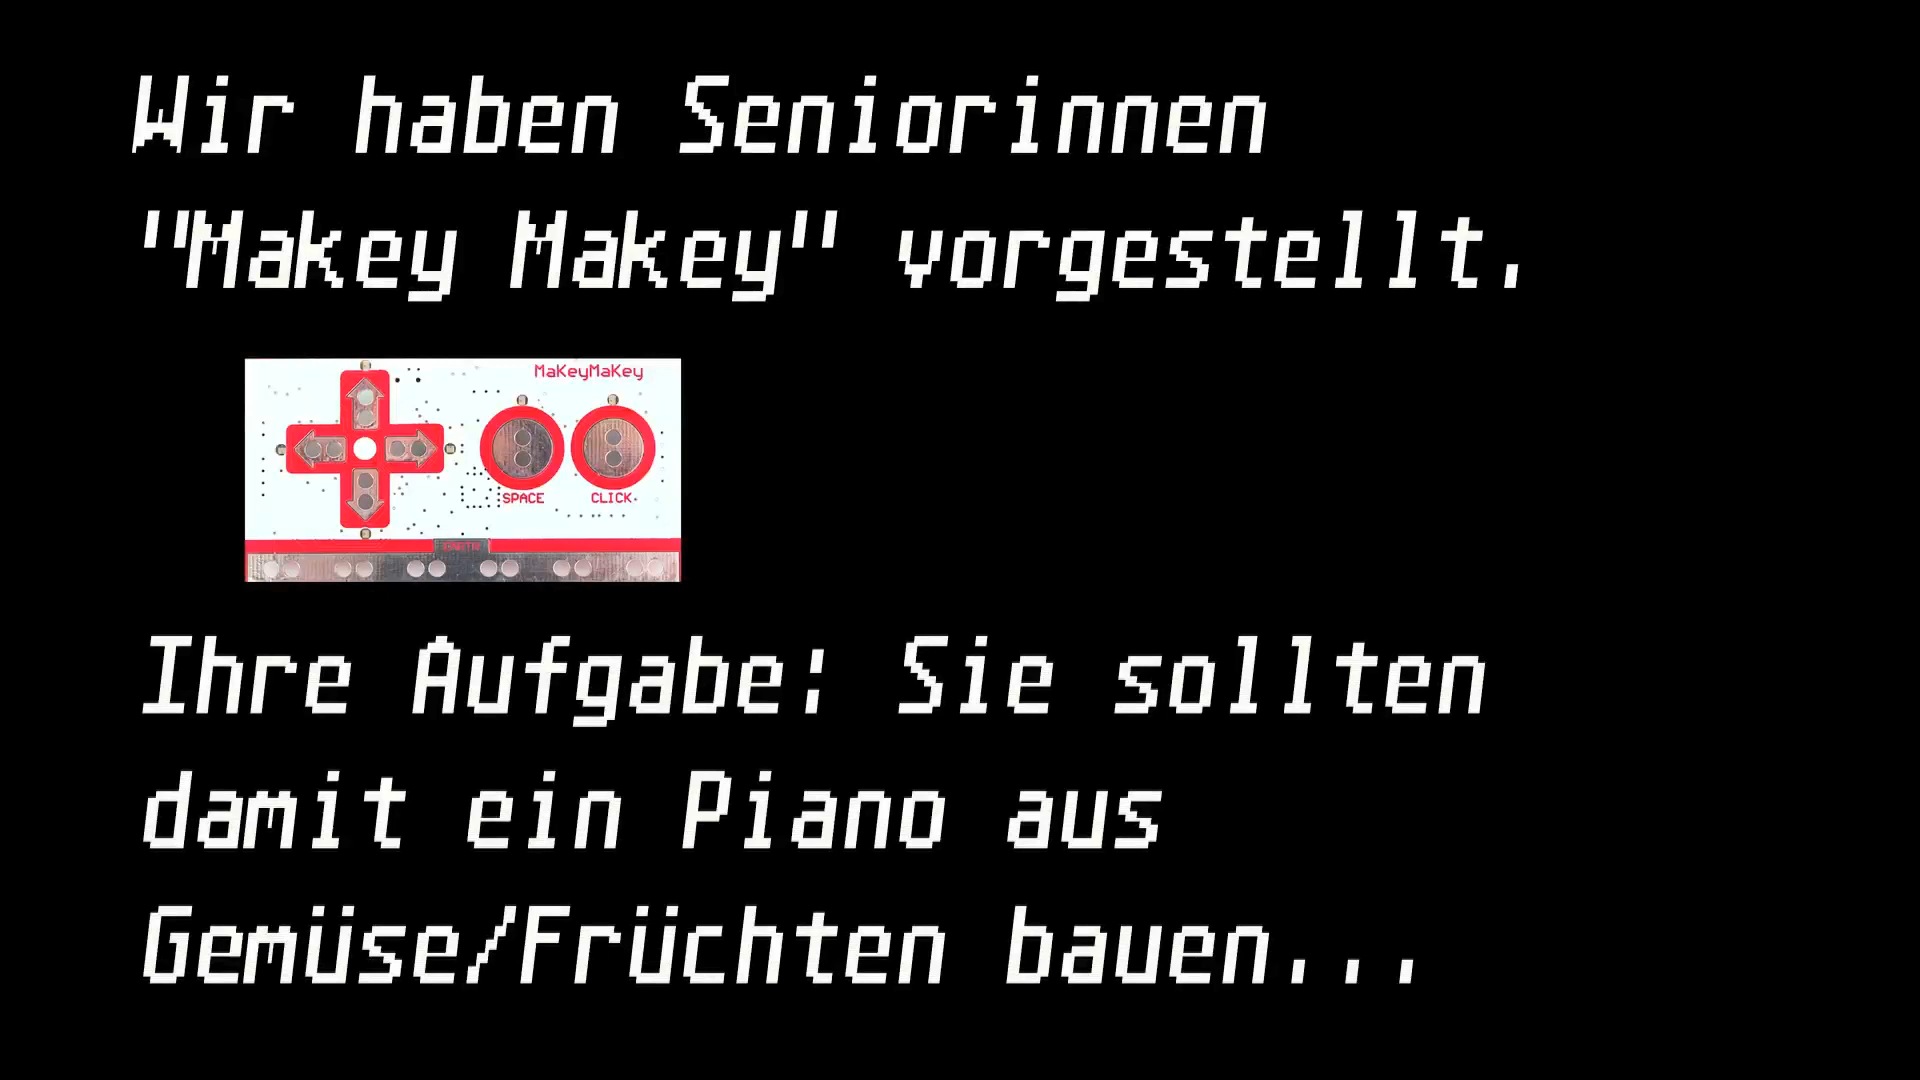 Wir haben Seniorinnen
"Makey Makey" vorgestellt.
MaKeyMaKey
SPACE
CLICK
Ihre Aufgabe: Sie sollten
damit ein Piano aus
Gemüse/Früchten bauen...